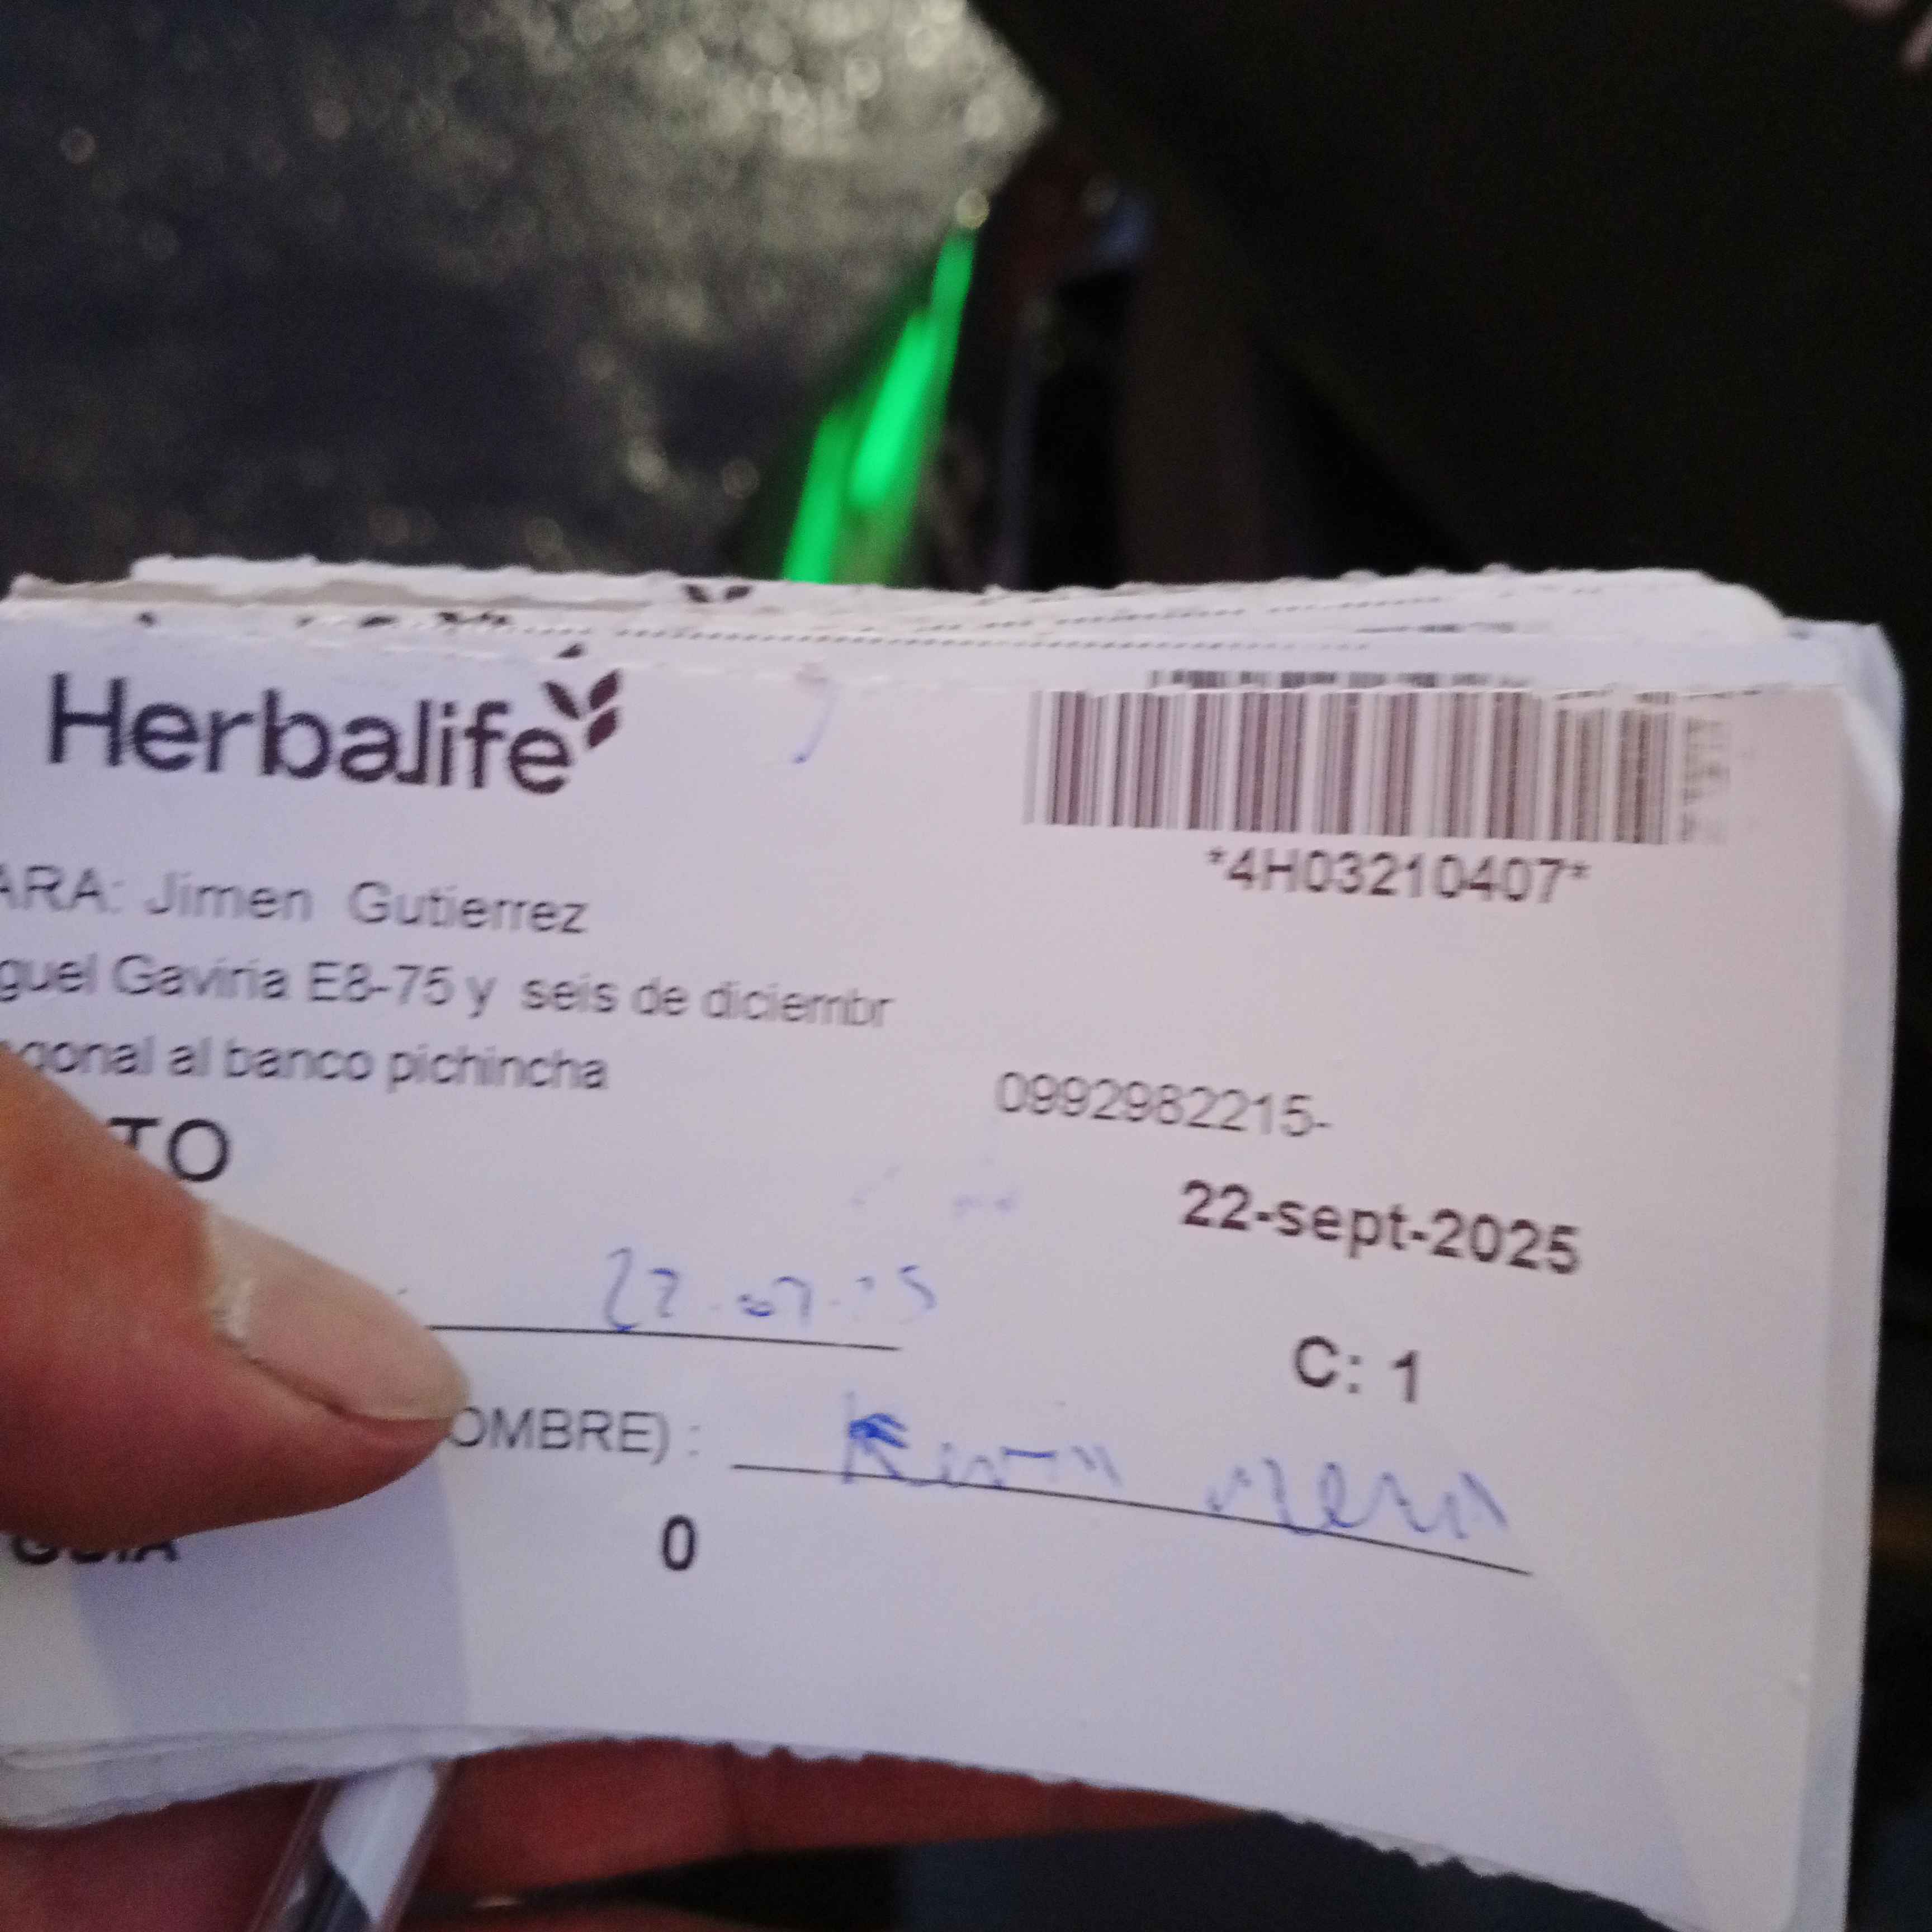 Herbalife
*4H03210407*
ARA: Jimen Gutierrez
guel Gaviria E8-75 y seis de diciembr
gonal al banco pichincha
0992982215-
TO
22-sept-2025
C: 1
OMBRE) :
GUIA 0